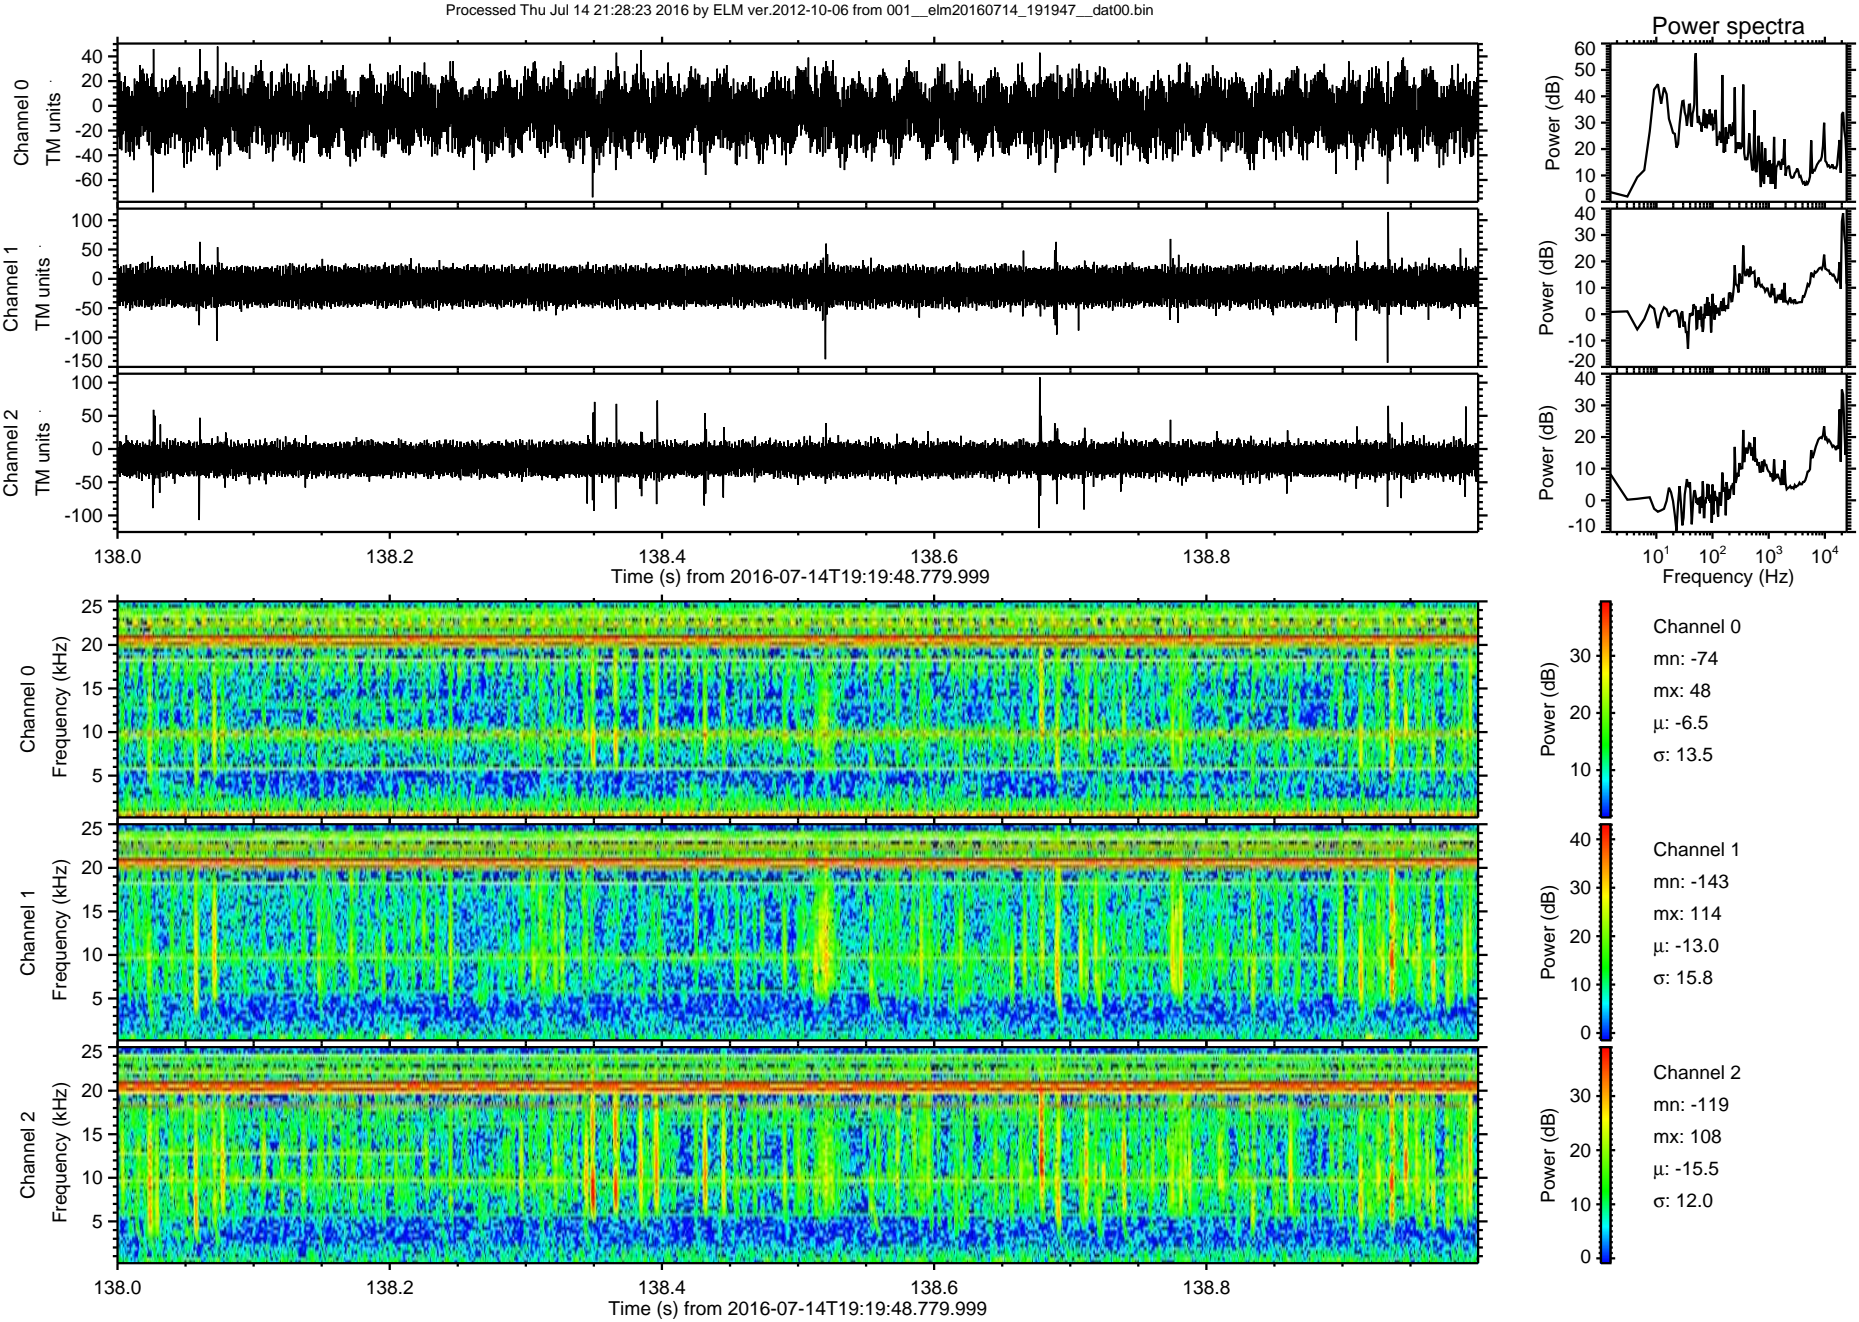 Processed Thu Jul 14 21:28:23 2016 by ELM ver.2012-10-06 from 001__elm20160714_191947__dat00.bin
Power spectra
Channel 0
TM units
40
20
0
-20
-40
-60
Power (dB)
60
50
40
30
20
10
0
Channel 1
TM units
100
50
0
-50
-100
-150
Power (dB)
40
30
20
10
0
-10
-20
Channel 2
TM units
100
50
0
-50
-100
Power (dB)
40
30
20
10
0
-10
138.0 138.2 138.4 138.6 138.8
Time (s) from 2016-07-14T19:19:48.779.999
10^1 10^2 10^3 10^4
Frequency (Hz)
Channel 0
Frequency (kHz)
25
20
15
10
5
Power (dB)
30
20
10
Channel 0
mn: -74
mx: 48
μ: -6.5
σ: 13.5
Channel 1
Frequency (kHz)
25
20
15
10
5
Power (dB)
40
30
20
10
0
Channel 1
mn: -143
mx: 114
μ: -13.0
σ: 15.8
Channel 2
Frequency (kHz)
25
20
15
10
5
Power (dB)
30
20
10
0
Channel 2
mn: -119
mx: 108
μ: -15.5
σ: 12.0
138.0 138.2 138.4 138.6 138.8
Time (s) from 2016-07-14T19:19:48.779.999